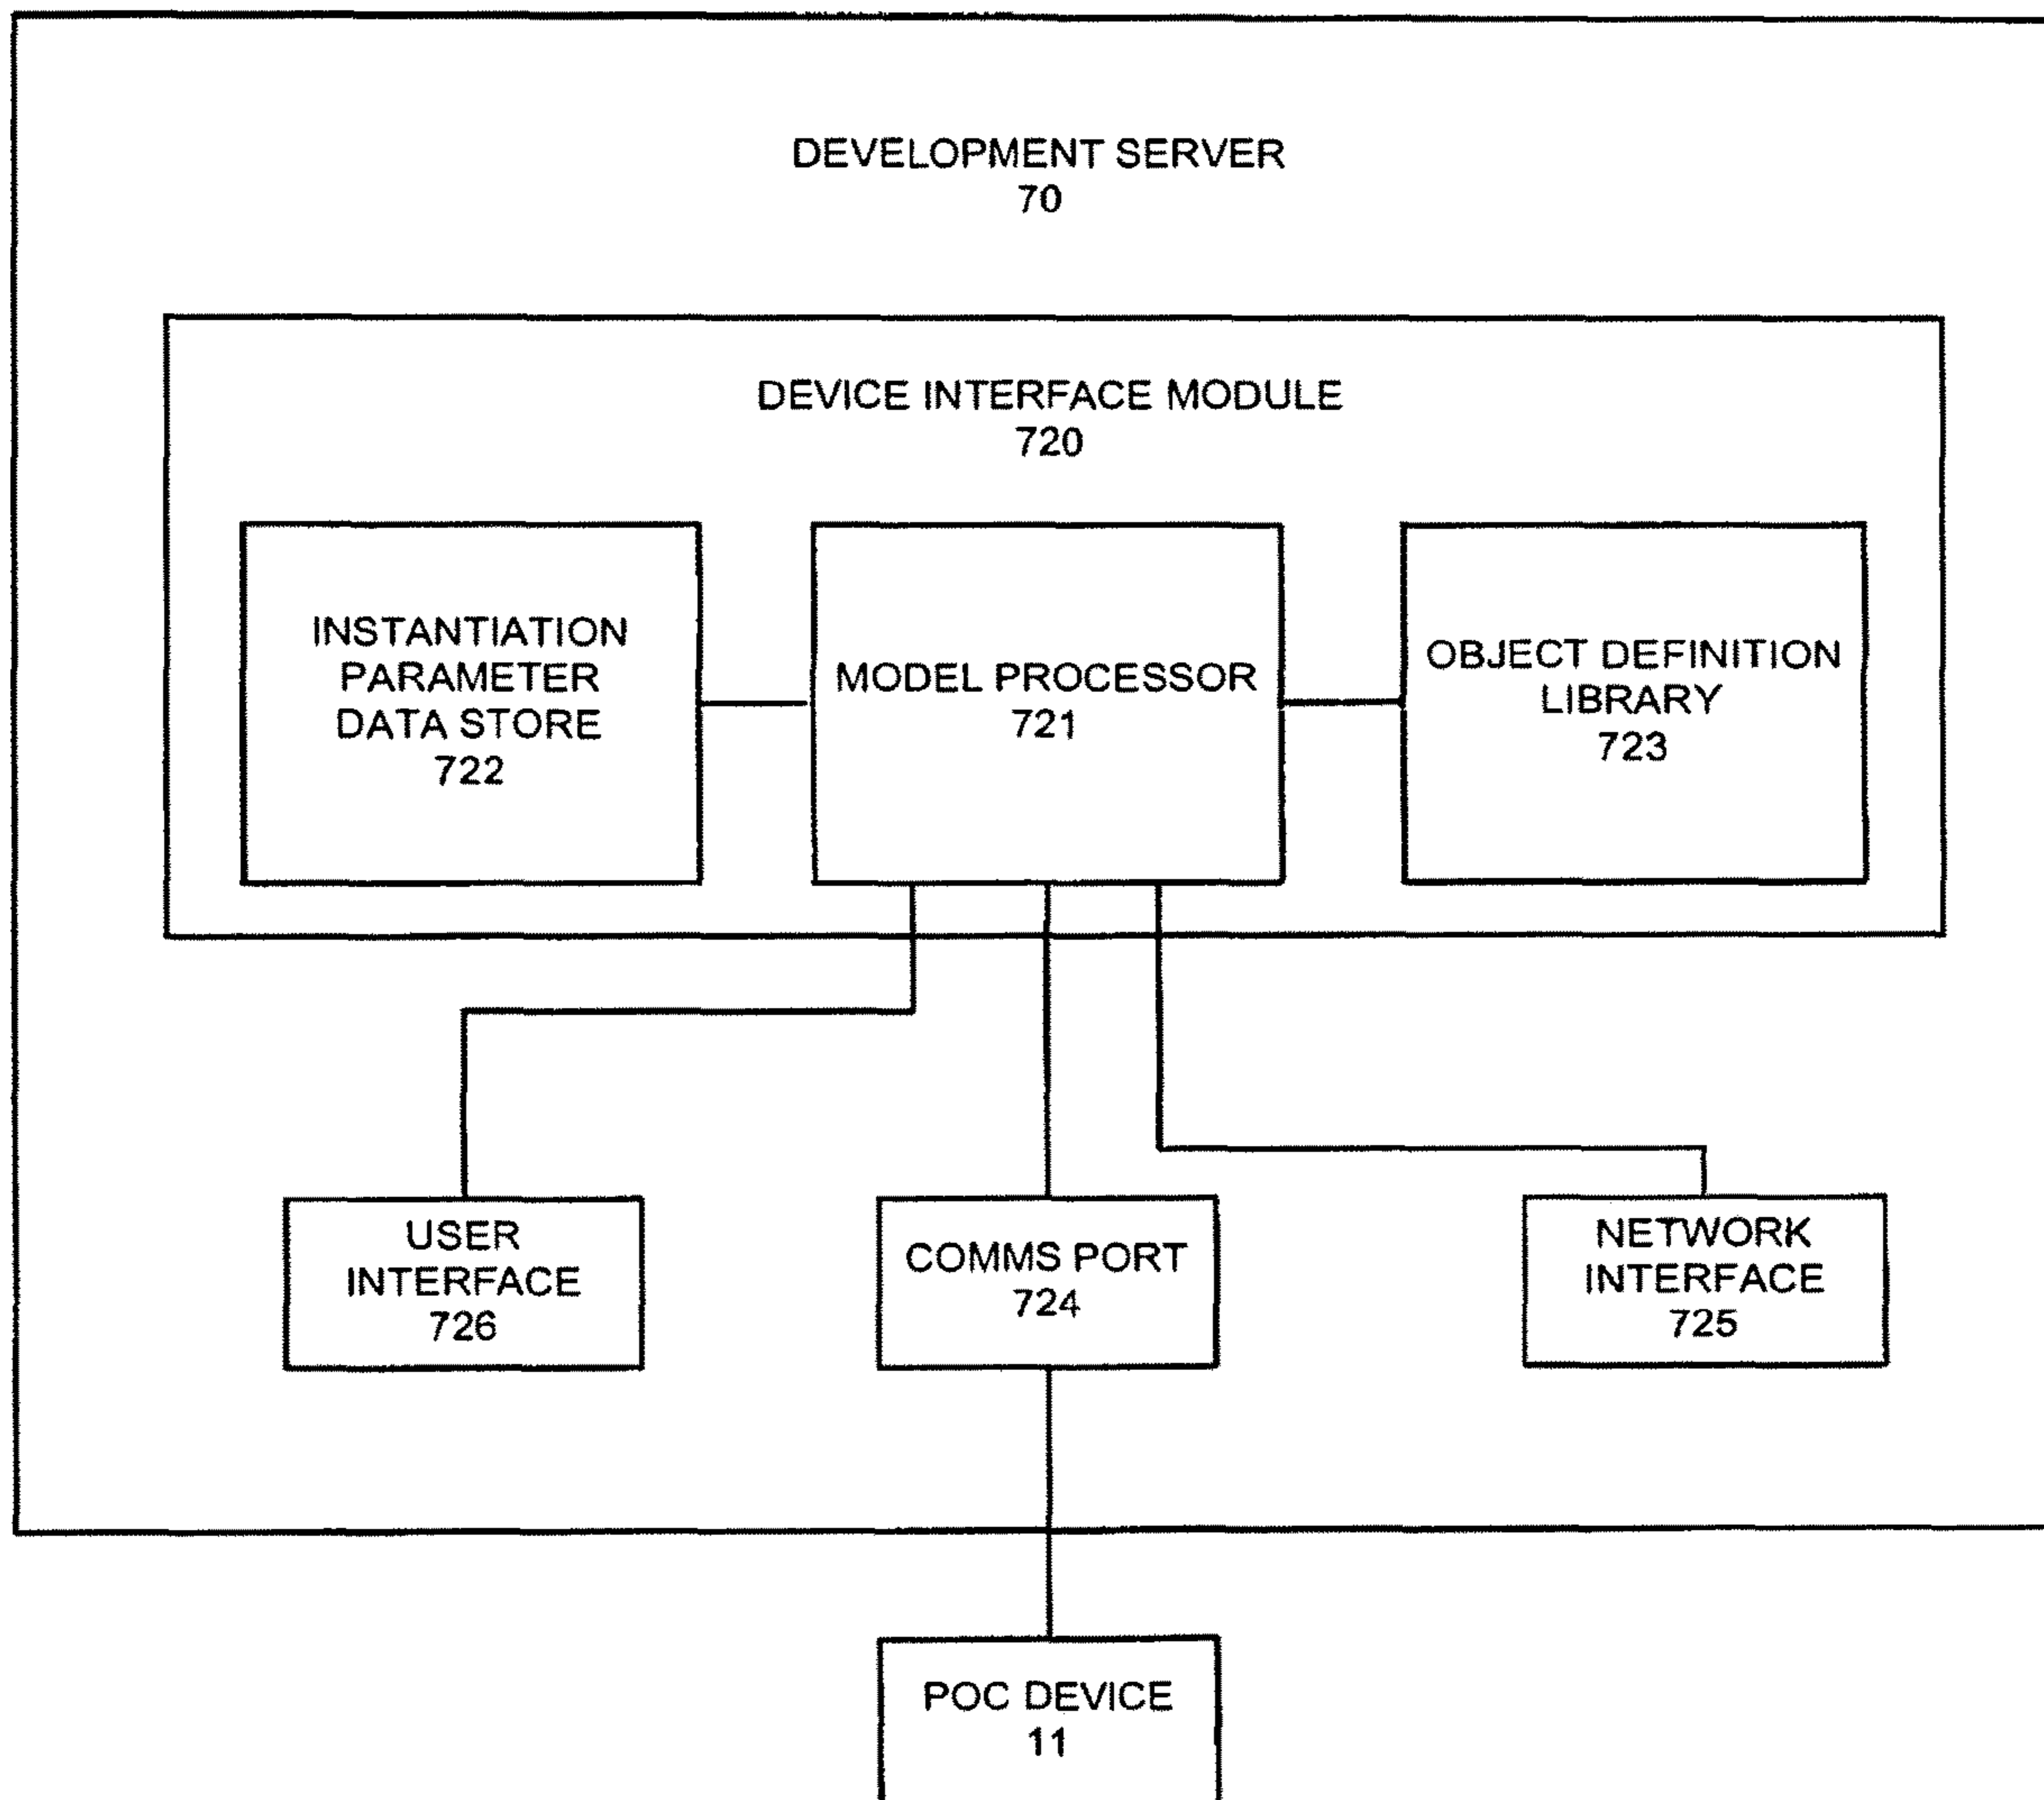 DEVELOPMENT SERVER
70
DEVICE INTERFACE MODULE
720
INSTANTIATION
PARAMETER
DATA STORE
722
MODEL PROCESSOR
721
OBJECT DEFINITION
LIBRARY
723
USER
INTERFACE
726
COMMS PORT
724
NETWORK
INTERFACE
725
POC DEVICE
11